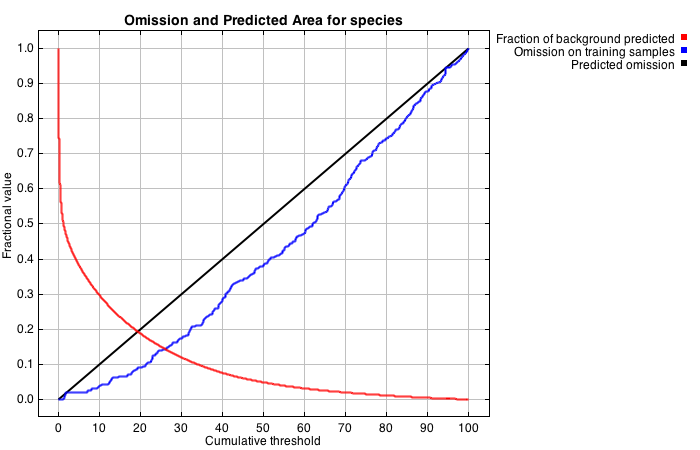 Omission and Predicted Area for species
Fraction of background predicted
Omission on training samples
Predicted omission
Fractional value
1.0
0.9
0.8
0.7
0.6
0.5
0.4
0.3
0.2
0.1
0.0
0 10 20 30 40 50 60 70 80 90 100
Cumulative threshold